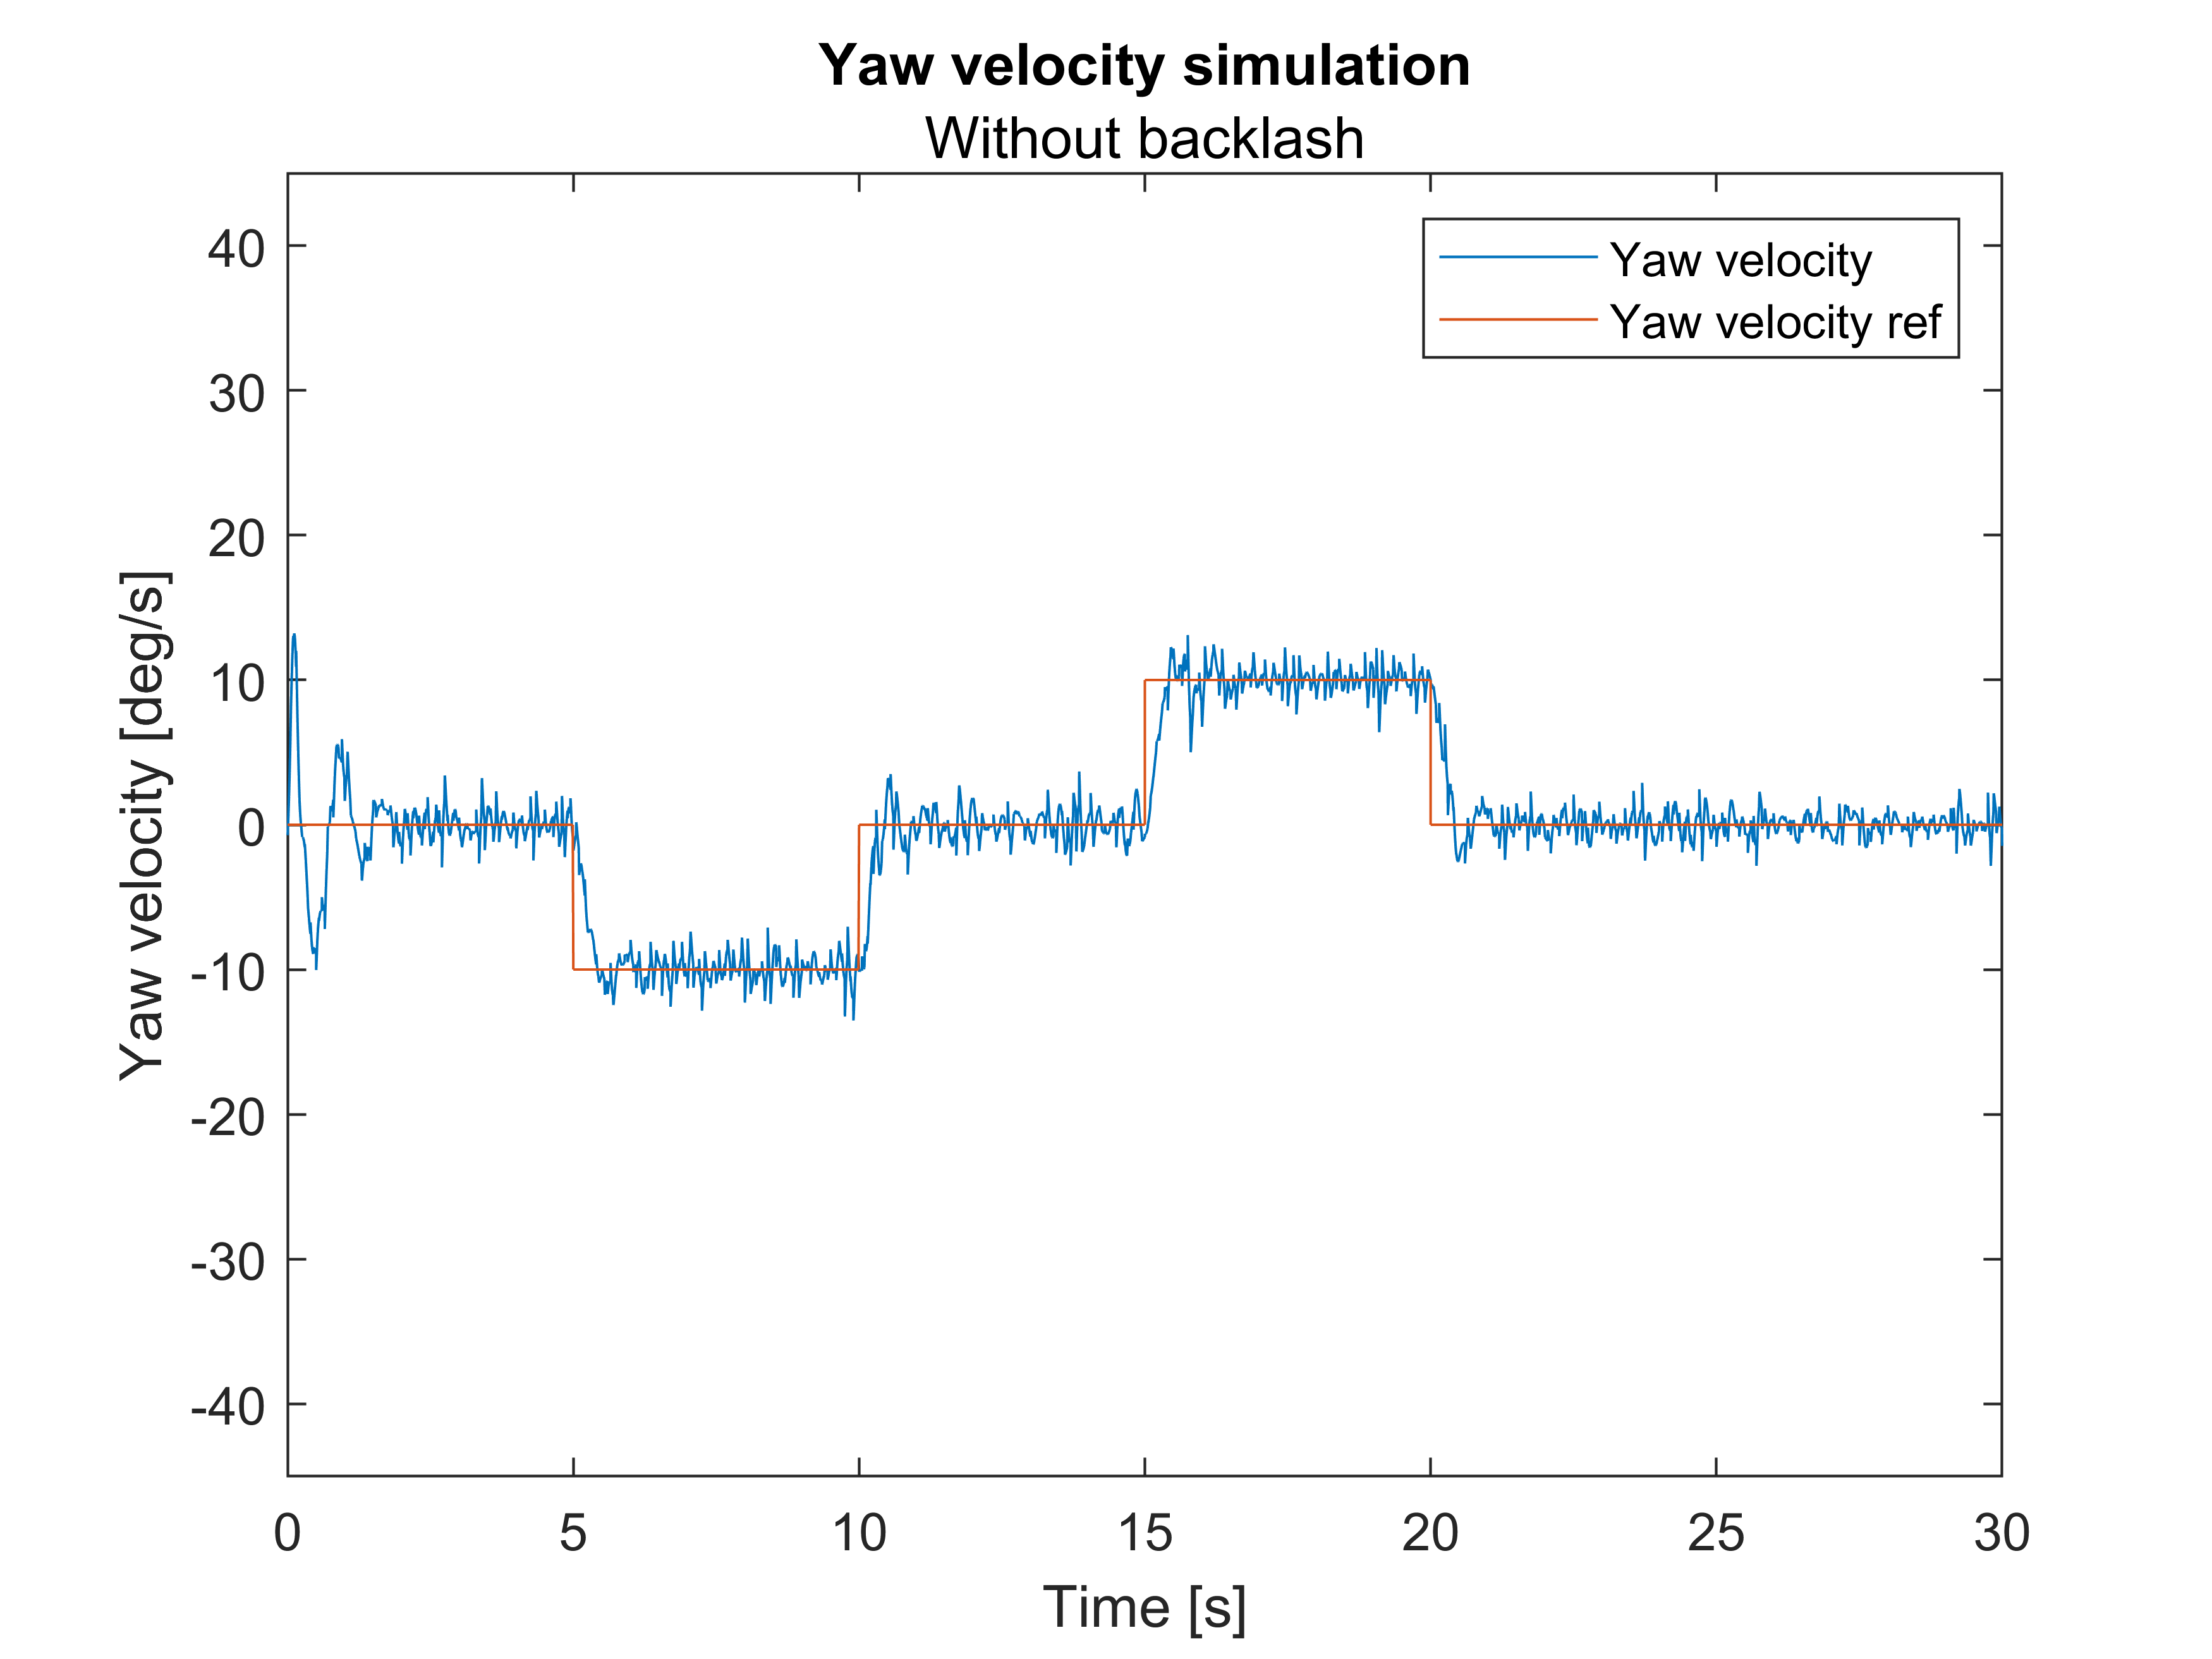 Yaw velocity simulation
Without backlash
Yaw velocity
Yaw velocity ref
40
30
20
10
0
-10
-20
-30
-40
Yaw velocity [deg/s]
0 5 10 15 20 25 30
Time [s]